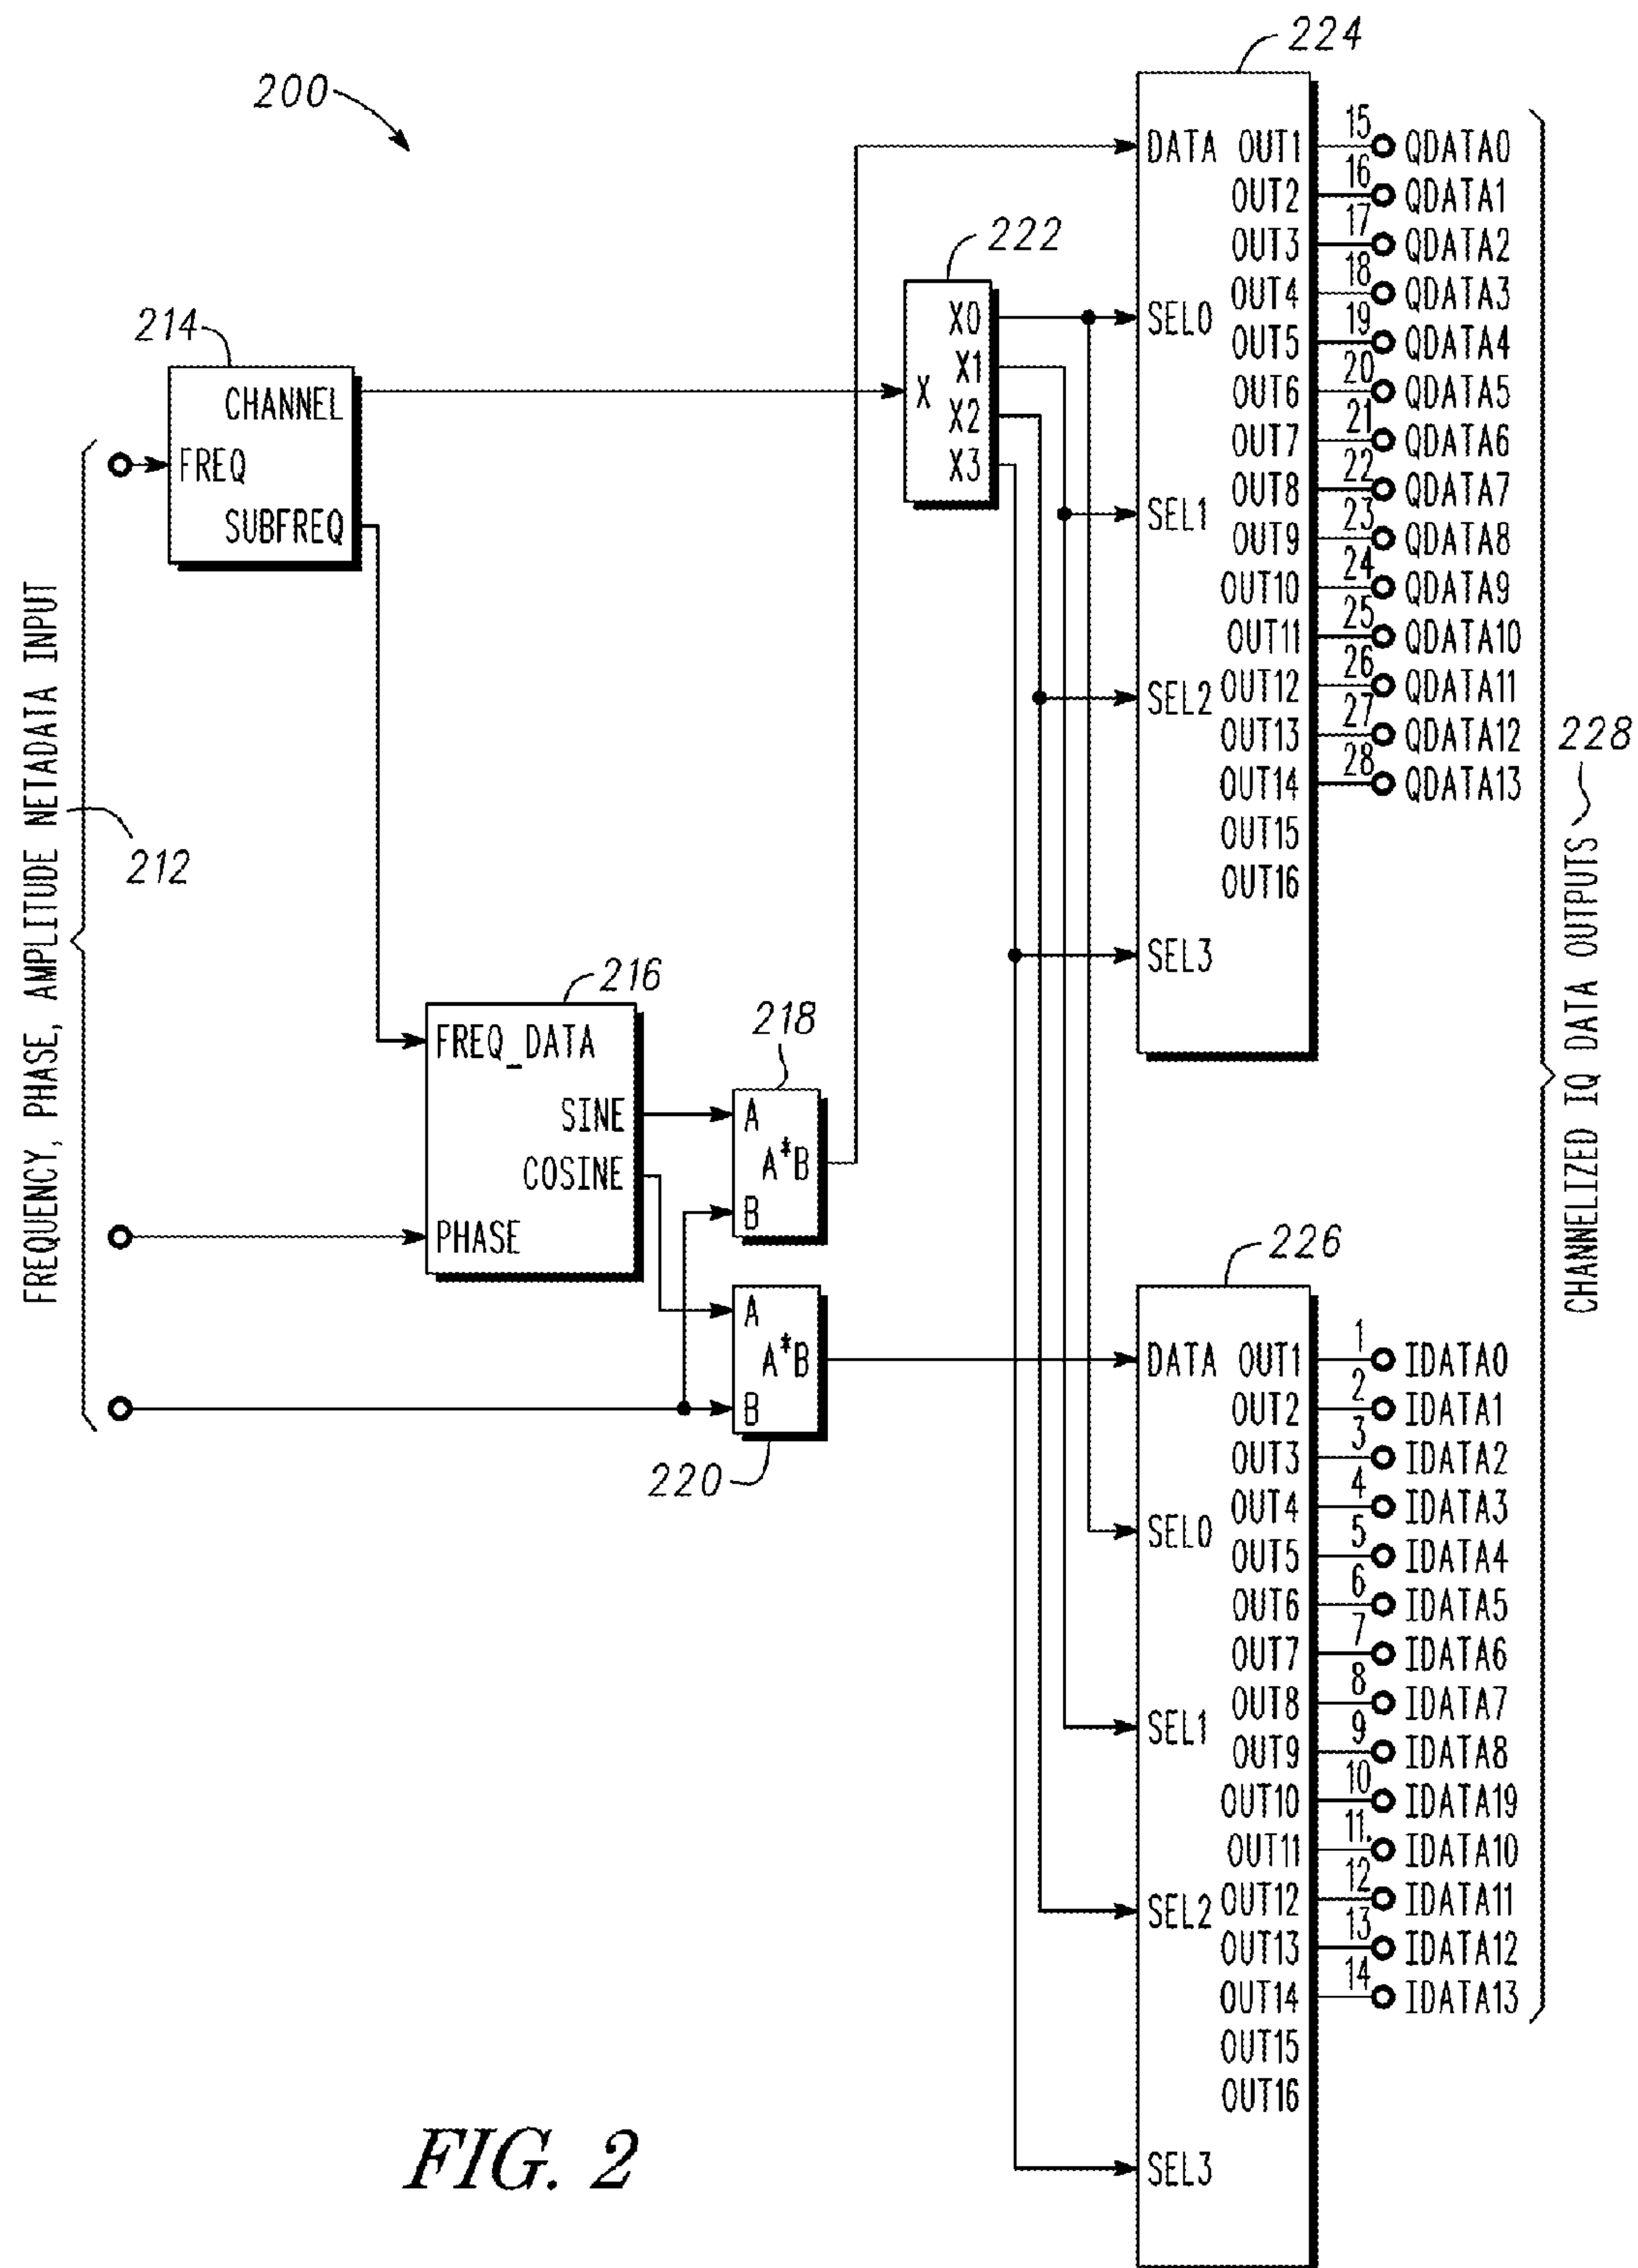 200
224
222
214
DATA OUT1 15 QDATA0
OUT2 16 QDATA1
OUT3 17 QDATA2
SEL0 OUT4 18 QDATA3
OUT5 19 QDATA4
OUT6 20 QDATA5
OUT7 21 QDATA6
OUT8 22 QDATA7
SEL1 OUT9 23 QDATA8
OUT10 24 QDATA9
OUT11 25 QDATA10
SEL2 OUT12 26 QDATA11
OUT13 27 QDATA12
OUT14 28 QDATA13
OUT15
OUT16
SEL3
X0
X1
X
X2
X3
CHANNEL
FREQ
SUBFREQ
FREQUENCY, PHASE, AMPLITUDE NETADATA INPUT
212
216
FREQ_DATA
SINE
COSINE
PHASE
218
A
A*B
B
A
A*B
B
220
226
DATA OUT1 1 IDATA0
OUT2 2 IDATA1
OUT3 3 IDATA2
OUT4 4 IDATA3
SEL0
OUT5 5 IDATA4
OUT6 6 IDATA5
OUT7 7 IDATA6
OUT8 8 IDATA7
SEL1
OUT9 9 IDATA8
OUT10 10 IDATA19
OUT11 11. IDATA10
SEL2 OUT12 12 IDATA11
OUT13 13 IDATA12
OUT14 14 IDATA13
OUT15
OUT16
SEL3
228
CHANNELIZED IQ DATA OUTPUTS
FIG. 2